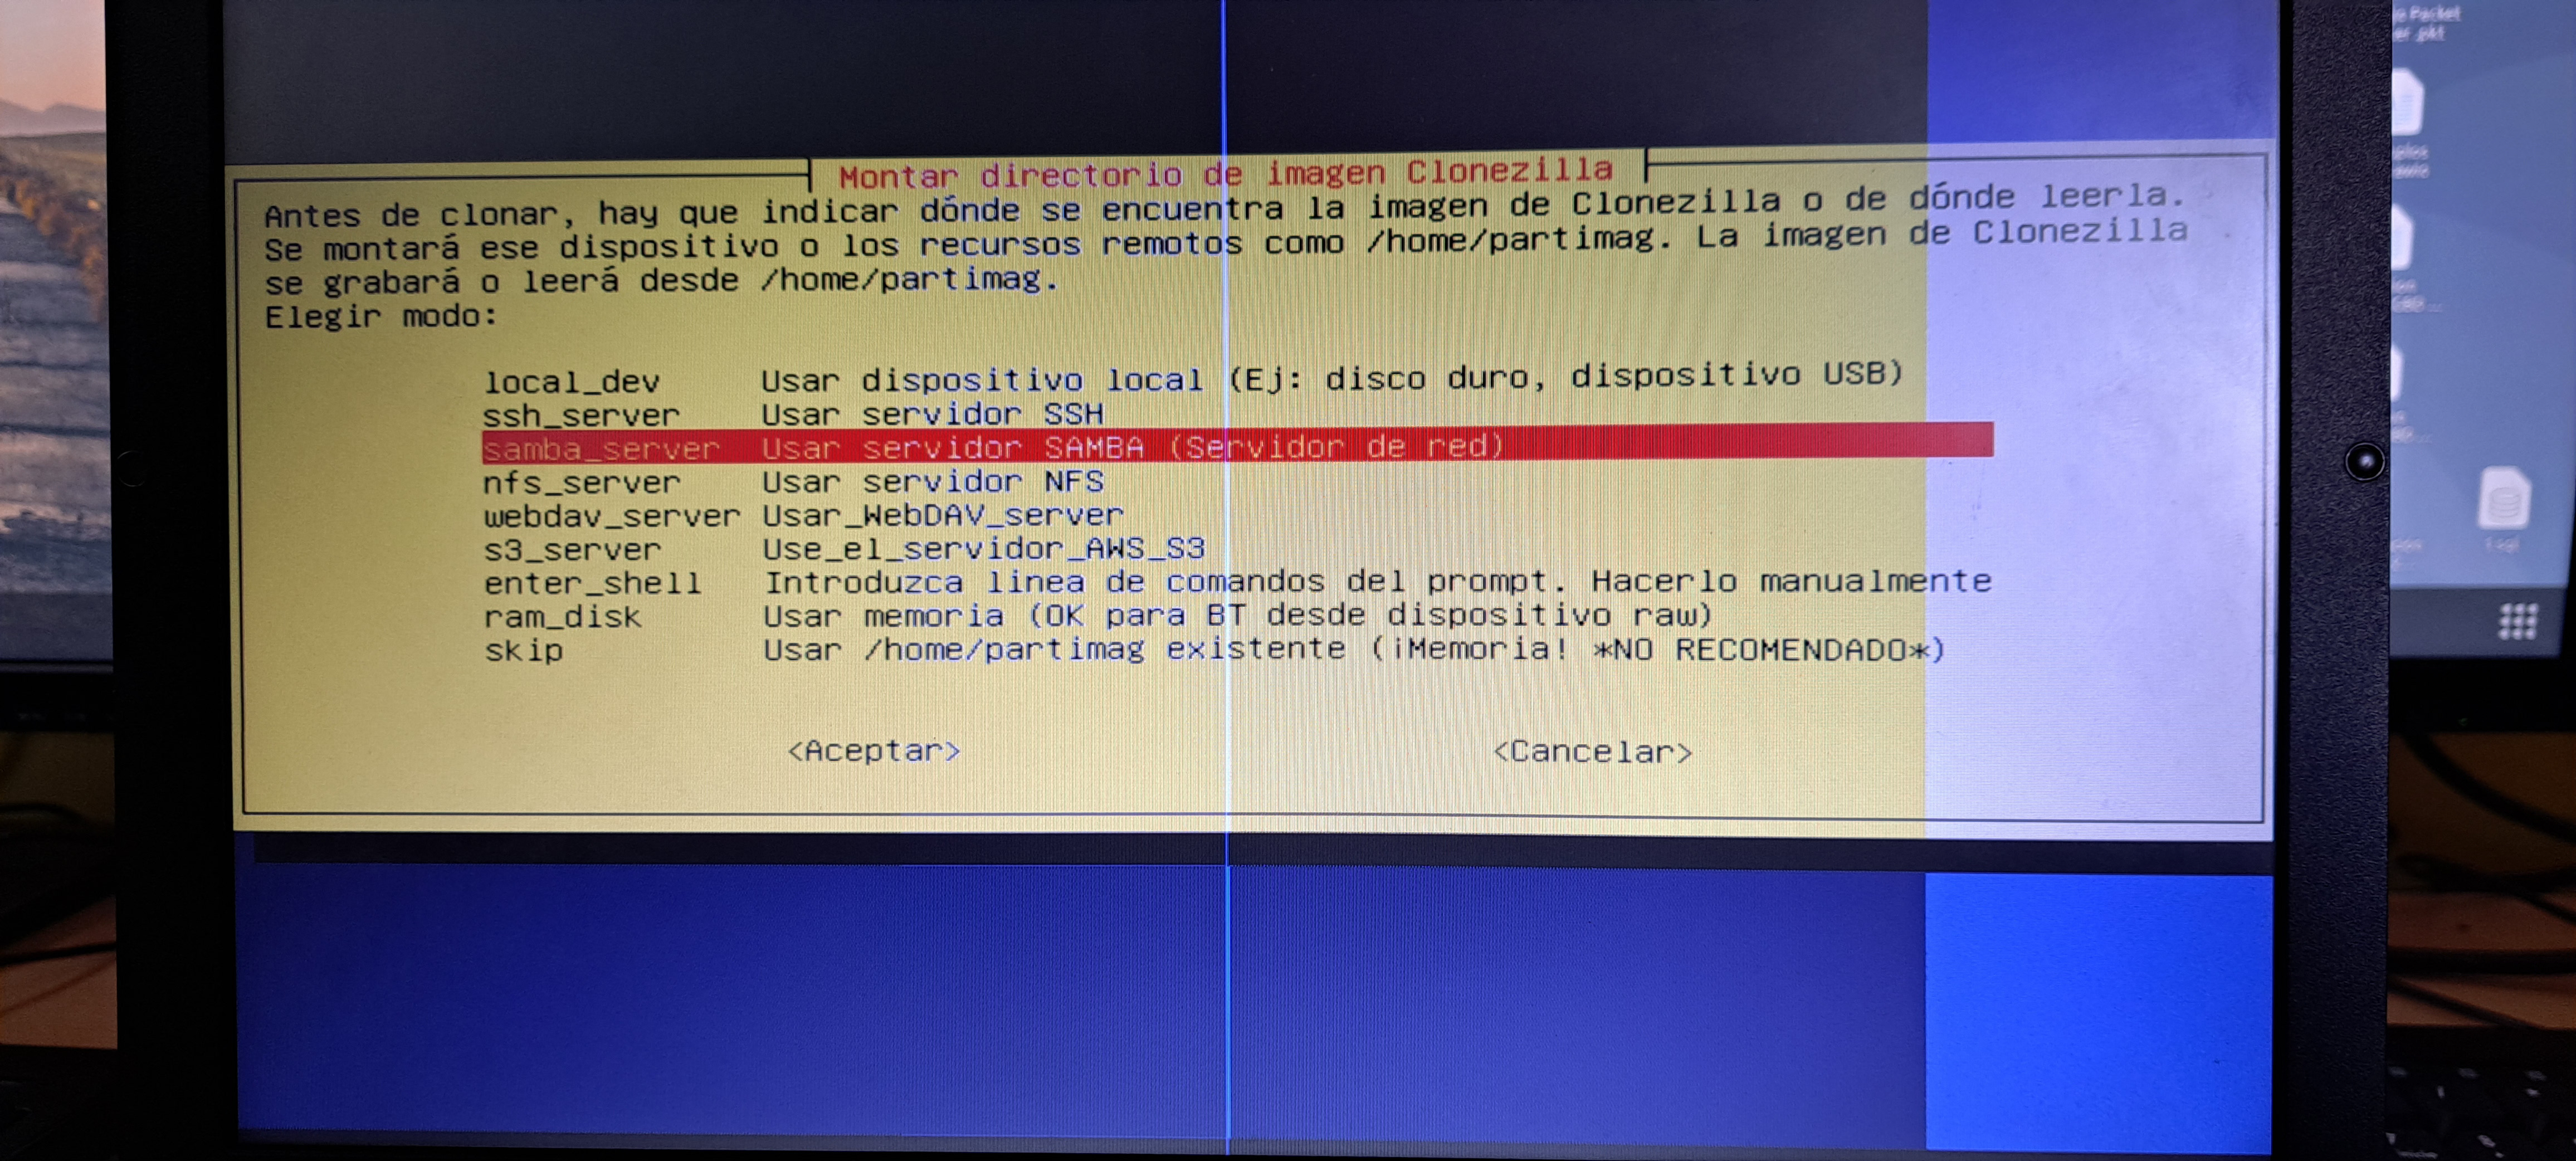 Packet
.pkt
Montar directorio de imagen Clonezilla
Antes de clonar, hay que indicar dónde se encuentra la imagen de Clonezilla o de dónde leerla.
Se montará ese dispositivo o los recursos remotos como /home/partimag. La imagen de Clonezilla
se grabará o leerá desde /home/partimag.
Elegir modo:
local_dev Usar dispositivo local (Ej: disco duro, dispositivo USB)
ssh_server Usar servidor SSH
samba_server Usar servidor SAMBA (Servidor de red)
nfs_server Usar servidor NFS
webdav_server Usar_WebDAV_server
s3_server Use_el_servidor_AWS_S3
enter_shell Introduzca linea de comandos del prompt. Hacerlo manualmente
ram_disk Usar memoria (OK para BT desde dispositivo raw)
skip Usar /home/partimag existente (¡Memoria! *NO RECOMENDADO*)
<Aceptar> <Cancelar>